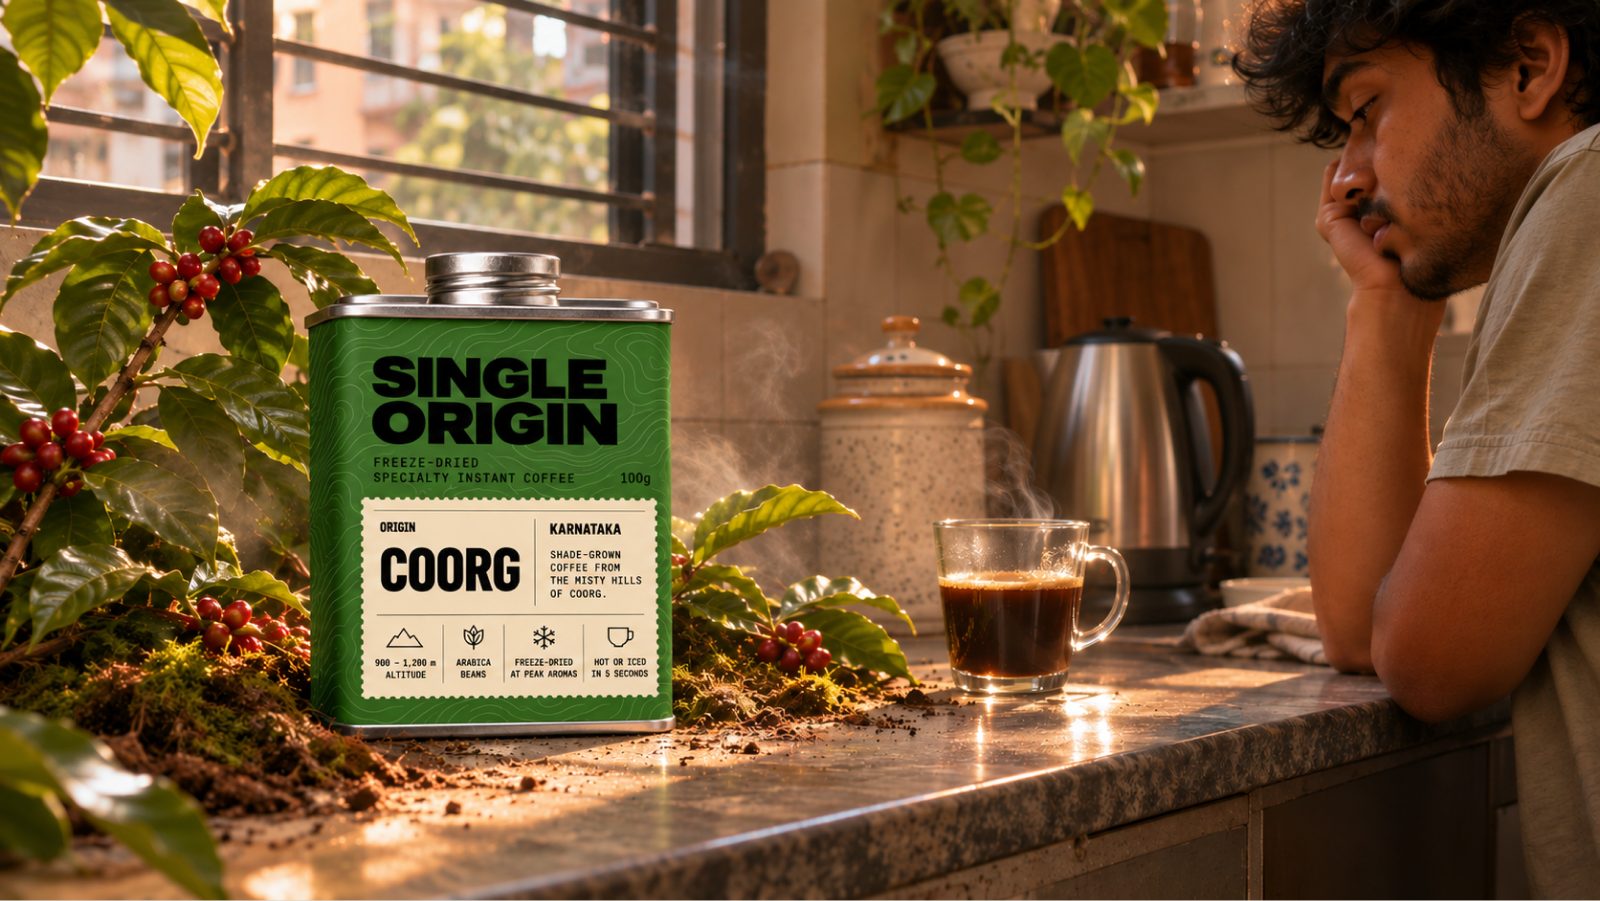 SINGLE
ORIGIN
FREEZE-DRIED
SPECIALTY INSTANT COFFEE
100g
ORIGIN
COORG
KARNATAKA
SHADE-GROWN
COFFEE FROM
THE MISTY HILLS
OF COORG.
900 – 1,200 m
ALTITUDE
ARABICA
BEANS
FREEZE-DRIED
AT PEAK AROMAS
HOT OR ICED
IN 5 SECONDS